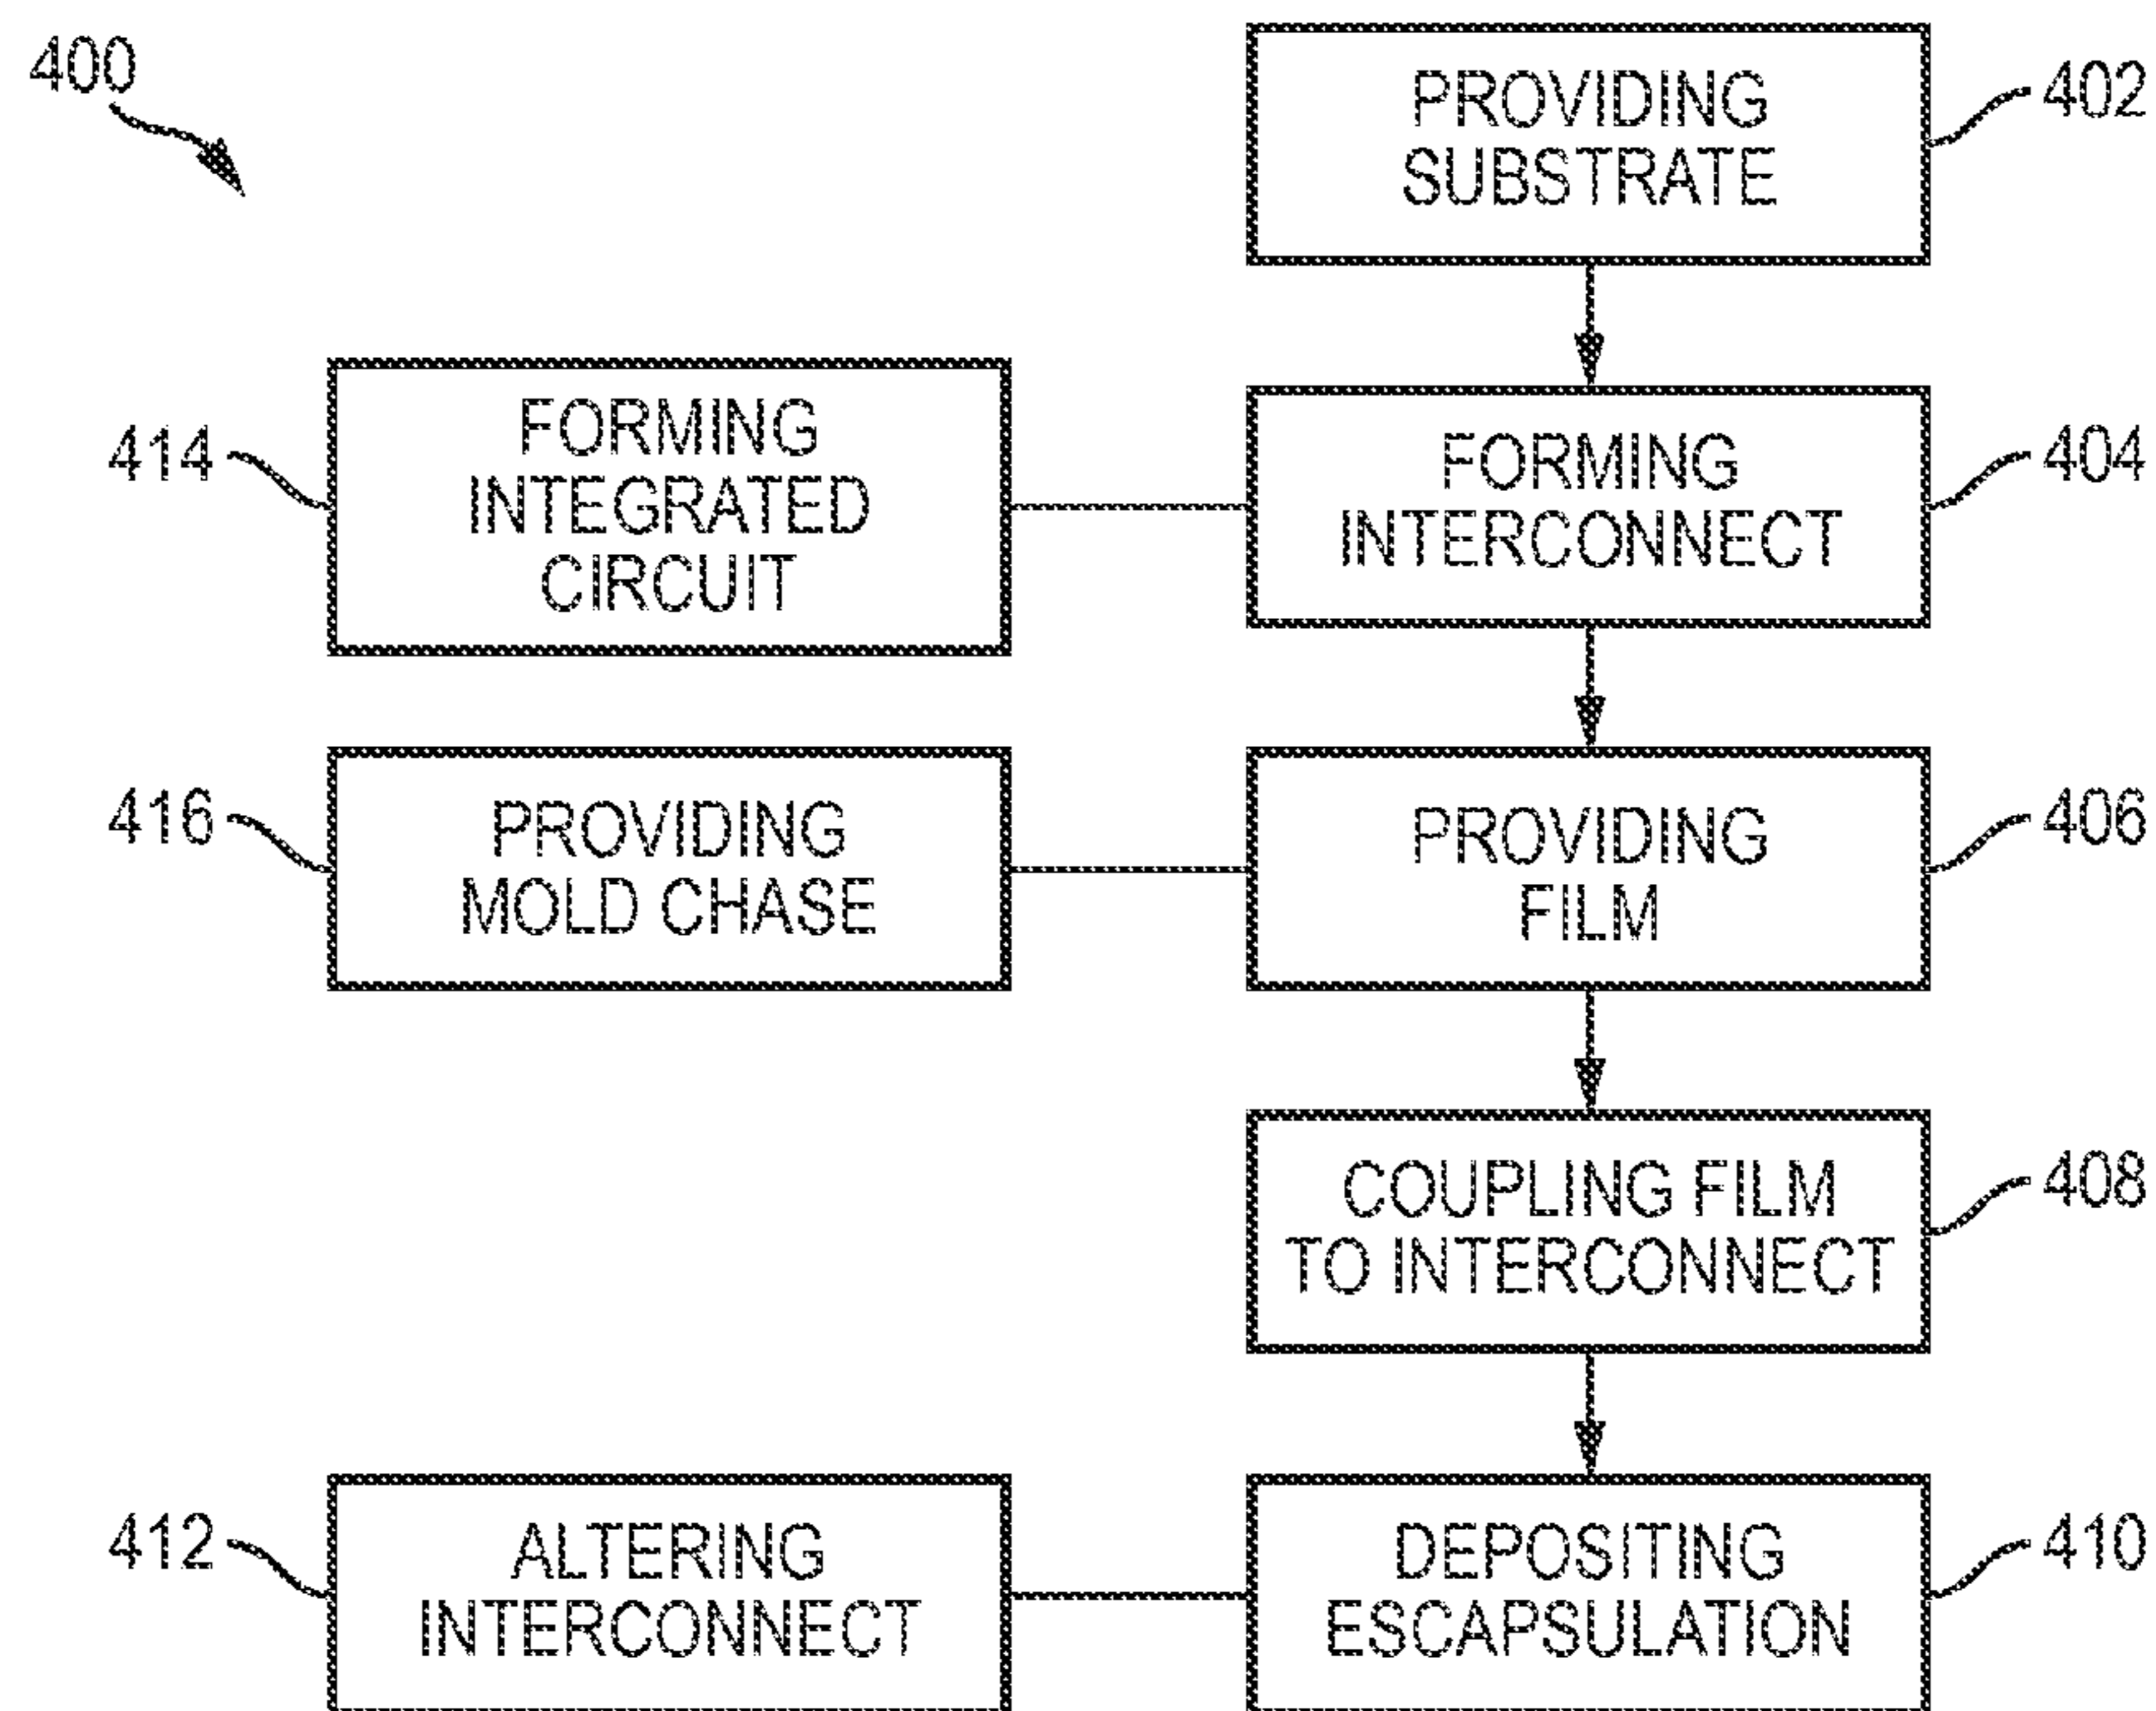 400
PROVIDING
SUBSTRATE
402
414
FORMING
INTEGRATED
CIRCUIT
FORMING
INTERCONNECT
404
416
PROVIDING
MOLD CHASE
PROVIDING
FILM
406
COUPLING FILM
TO INTERCONNECT
408
412
ALTERING
INTERCONNECT
DEPOSITING
ESCAPSULATION
410